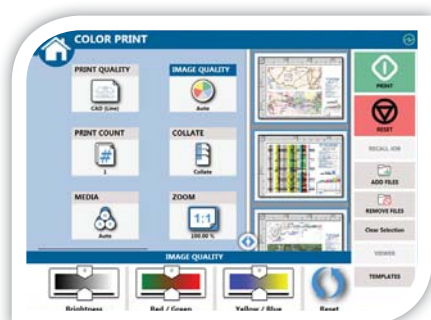 COLOR PRINT
PRINT QUALITY
CAD (Line)
IMAGE QUALITY
Auto
PRINT COUNT
#
1
COLLATE
Collate
MEDIA
Auto
ZOOM
1:1
100.00 %
IMAGE QUALITY
Brightness
Red / Green
Yellow / Blue
Reset
PRINT
RESET
RECALL JOB
ADD FILES
REMOVE FILES
Clear Selection
VIEWER
TEMPLATES